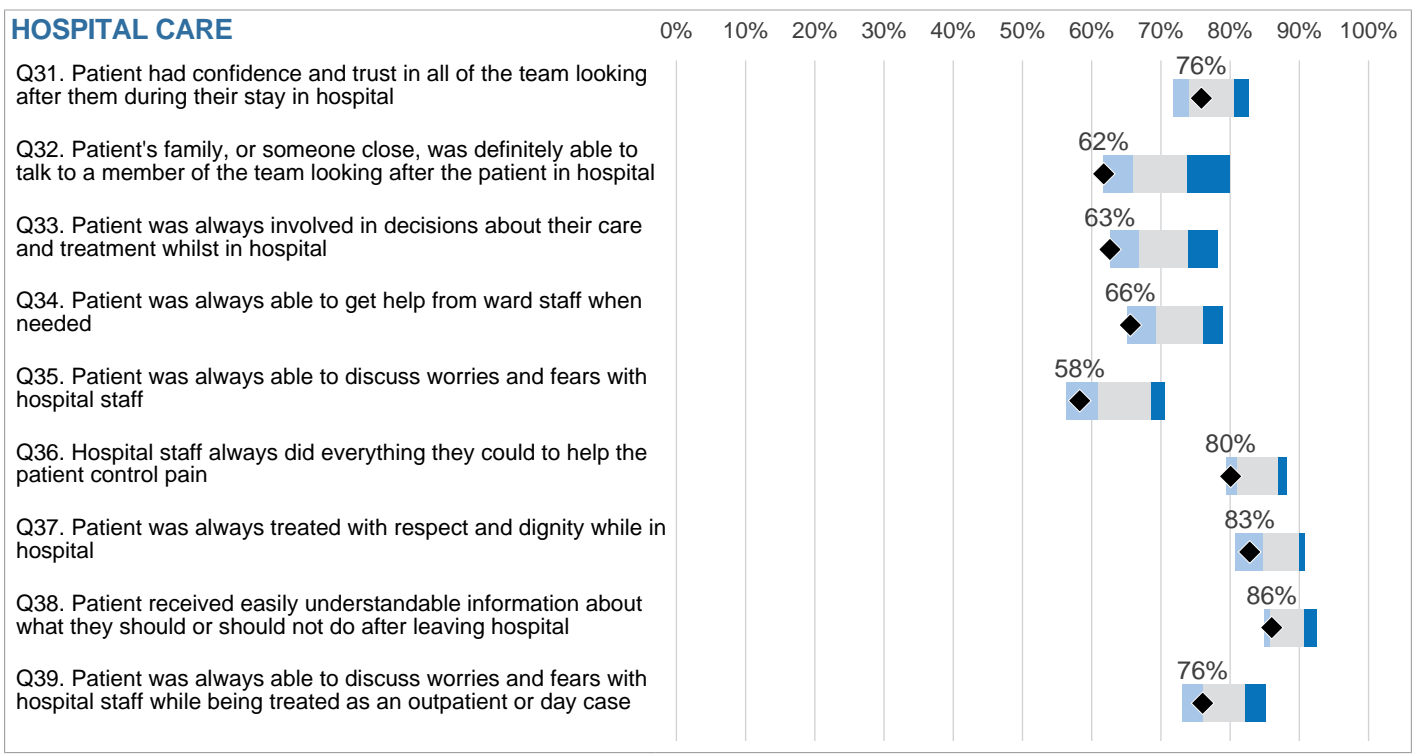 HOSPITAL CARE 0% 10% 20% 30% 40% 50% 60% 70% 80% 90% 100%
Q31. Patient had confidence and trust in all of the team looking
after them during their stay in hospital
76%
Q32. Patient's family, or someone close, was definitely able to
talk to a member of the team looking after the patient in hospital
62%
Q33. Patient was always involved in decisions about their care
and treatment whilst in hospital
63%
Q34. Patient was always able to get help from ward staff when
needed
66%
Q35. Patient was always able to discuss worries and fears with
hospital staff
58%
Q36. Hospital staff always did everything they could to help the
patient control pain
80%
Q37. Patient was always treated with respect and dignity while in
hospital
83%
Q38. Patient received easily understandable information about
what they should or should not do after leaving hospital
86%
Q39. Patient was always able to discuss worries and fears with
hospital staff while being treated as an outpatient or day case
76%